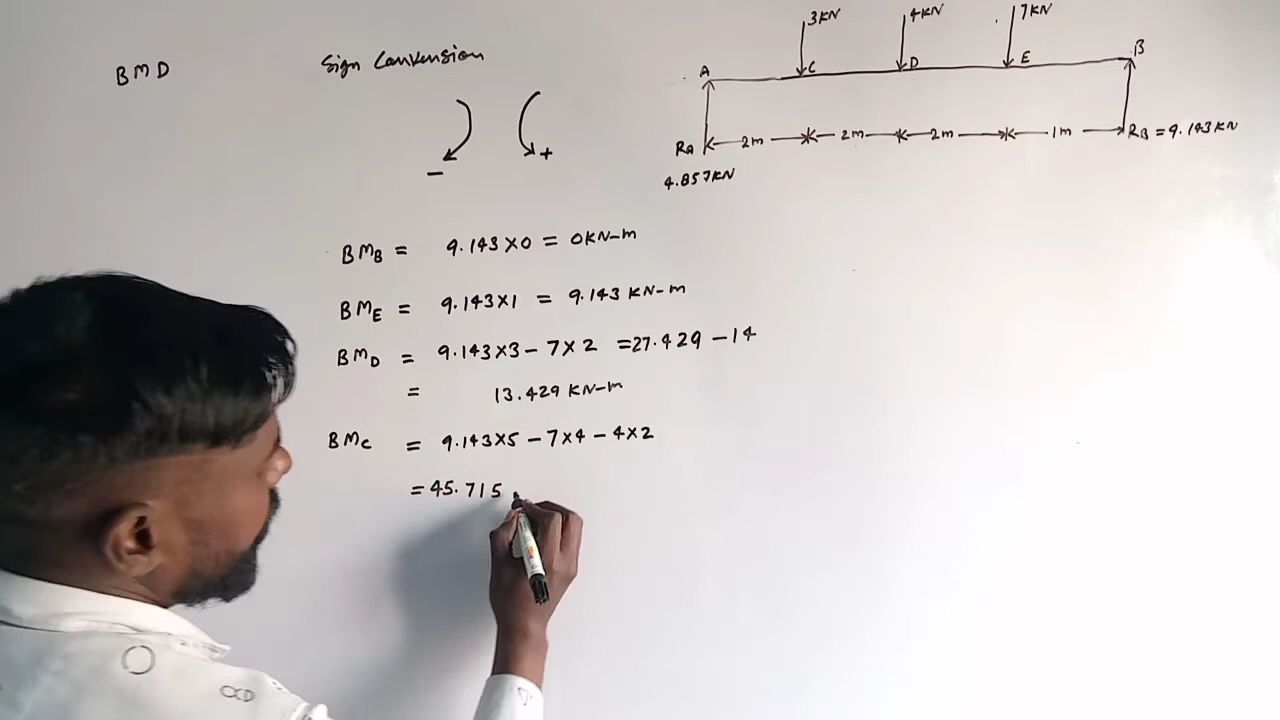 BMD
Sign Convension
3KN 4KN 7KN
A C D E B
2m 2m 2m 1m
RA RB = 9.143KN
4.857KN
− +
BMB = 9.143×0 = 0KN-m
BME = 9.143×1 = 9.143 KN-m
BMD = 9.143×3 − 7×2 = 27.429 − 14
= 13.429 KN-m
BMC = 9.143×5 − 7×4 − 4×2
= 45.715